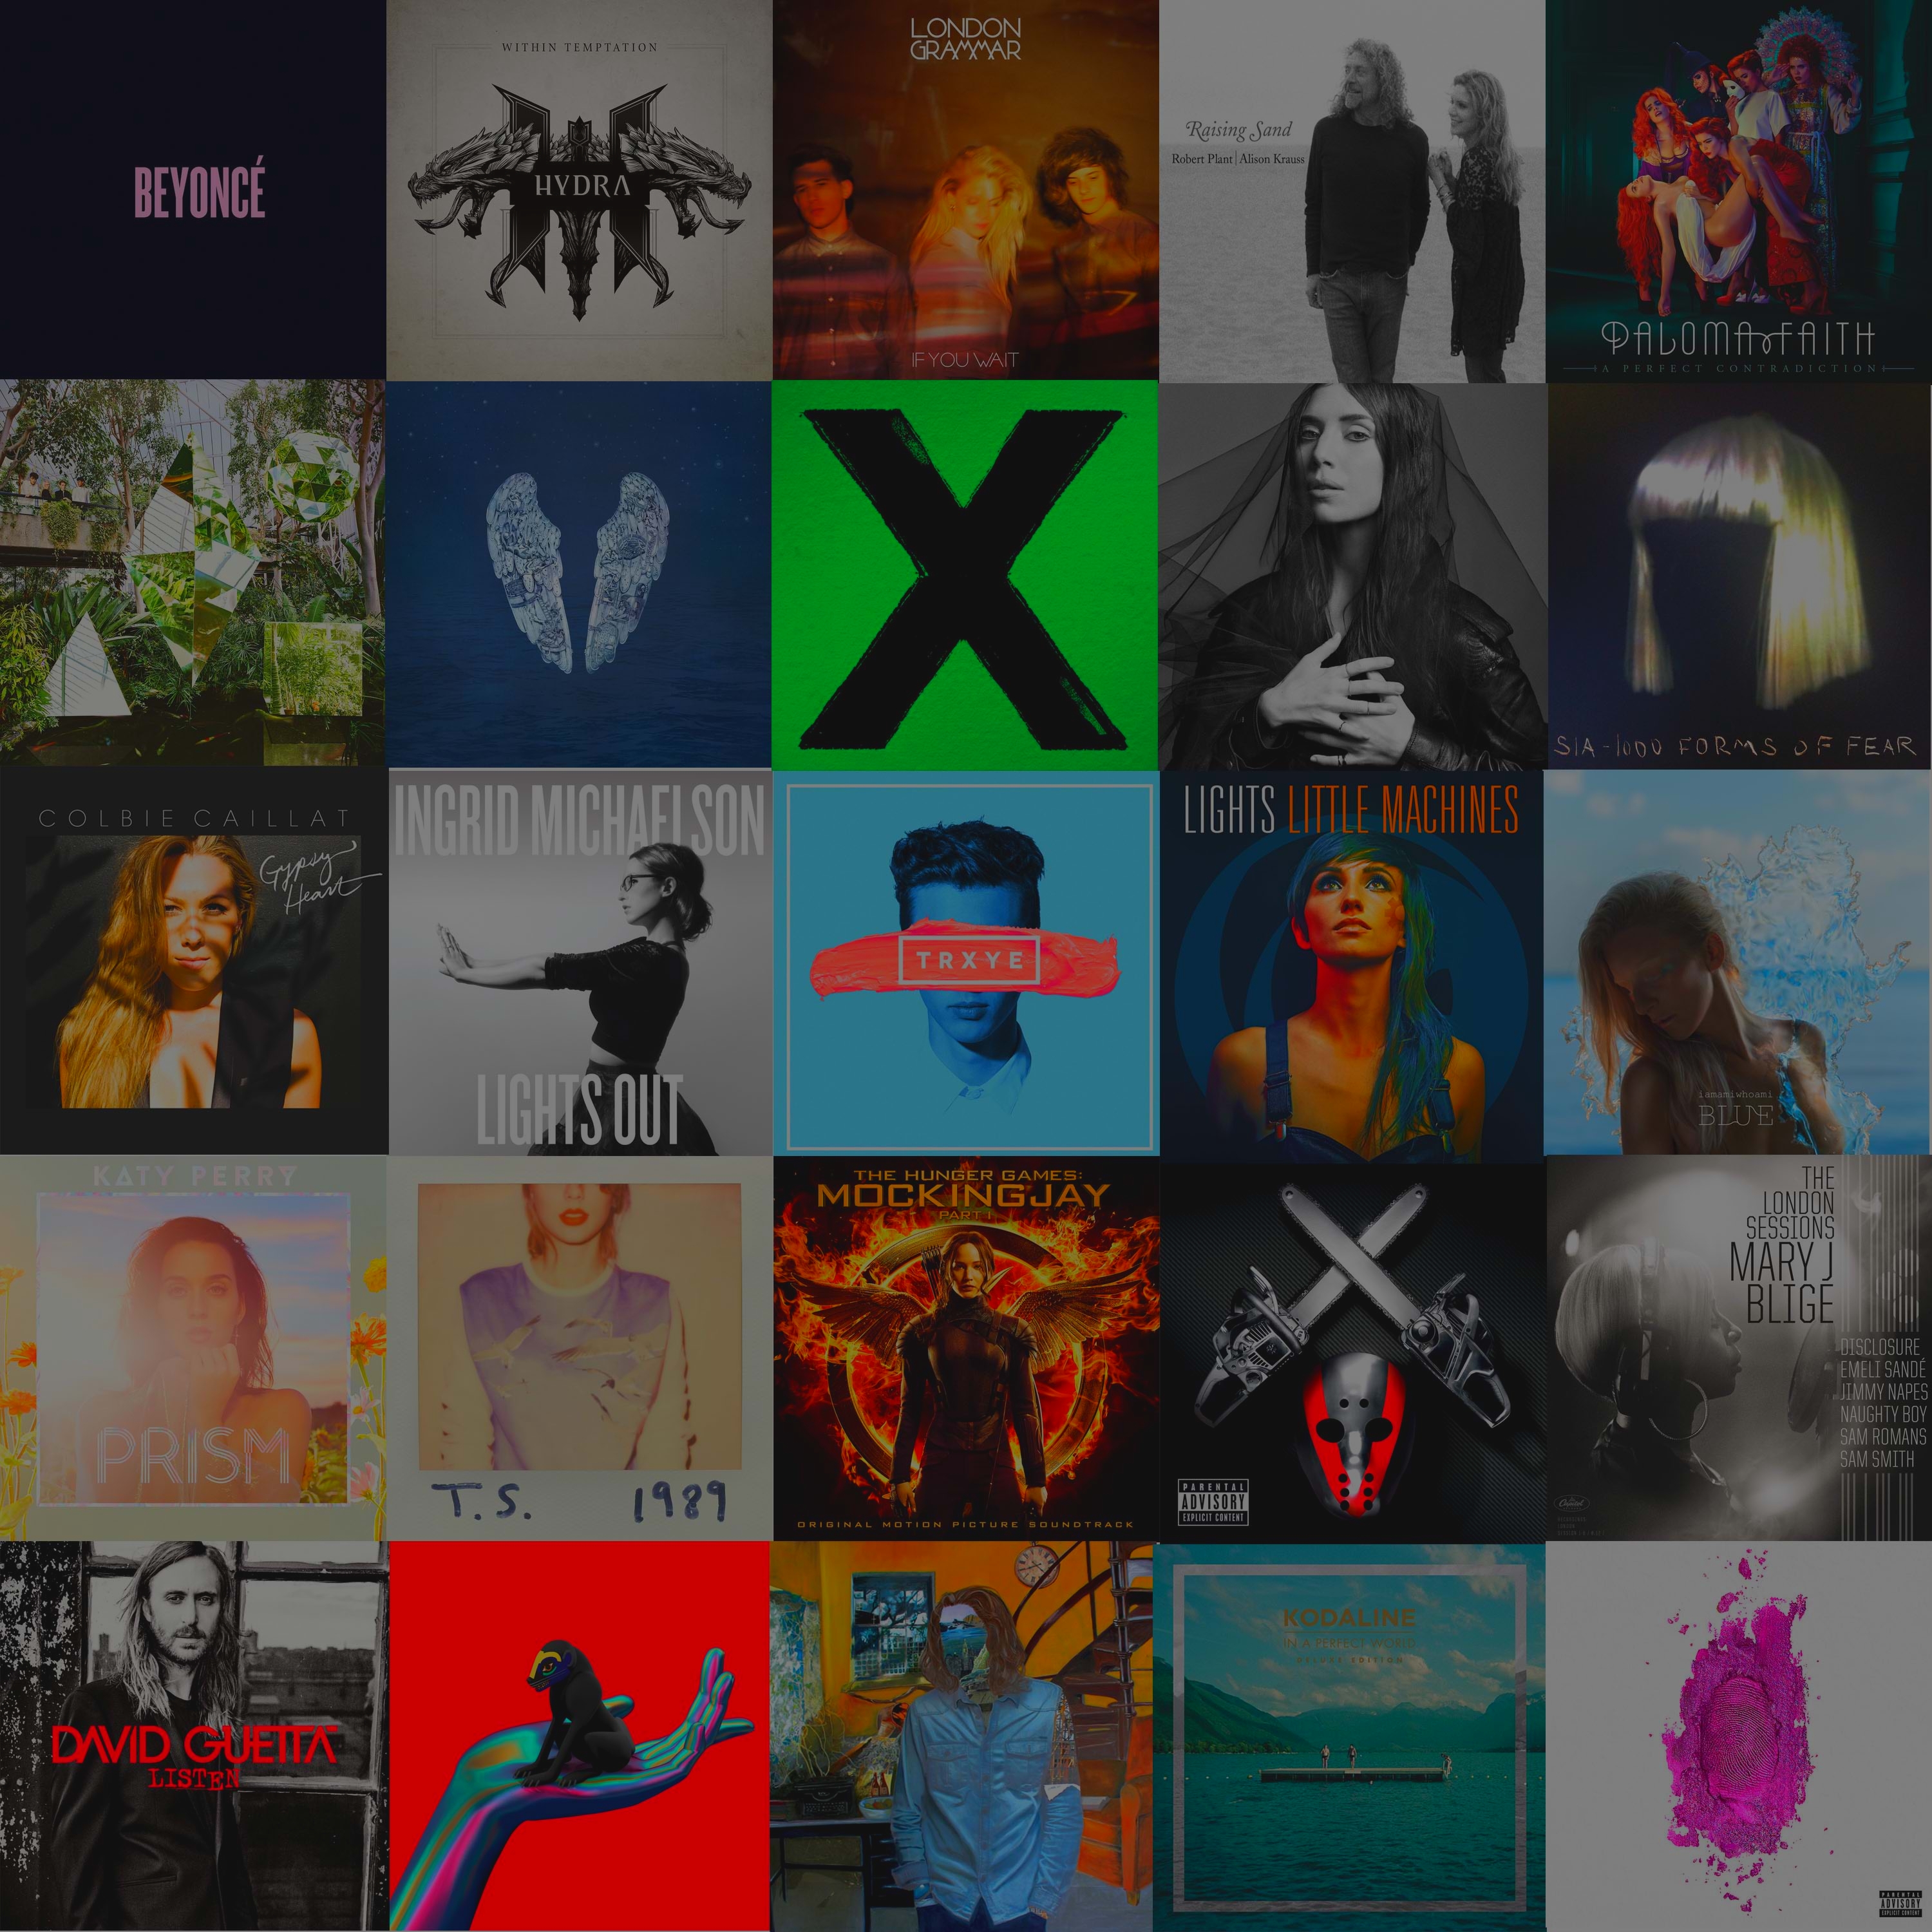 BEYONCÉ
WITHIN TEMPTATION
HYDRA
LONDON
GRAMMAR
IF YOU WAIT
Raising Sand
Robert Plant | Alison Krauss
PALOMA FAITH
A PERFECT CONTRADICTION
X
SIA - 1000 FORMS OF FEAR
COLBIE CAILLAT
Gypsy
Heart
INGRID MICHAELSON
LIGHTS OUT
TRXYE
LIGHTS LITTLE MACHINES
iamamiwhoami
BLUE
KATY PERRY
PRISM
T.S. 1989
THE HUNGER GAMES:
MOCKINGJAY
PART 1
ORIGINAL MOTION PICTURE SOUNDTRACK
PARENTAL
ADVISORY
EXPLICIT CONTENT
THE
LONDON
SESSIONS
MARY J
BLIGE
DISCLOSURE
EMELI SANDÉ
JIMMY NAPES
NAUGHTY BOY
SAM ROMANS
SAM SMITH
Capitol
DAVID GUETTA
LISTEN
KODALINE
IN A PERFECT WORLD
DELUXE EDITION
PARENTAL
ADVISORY
EXPLICIT CONTENT